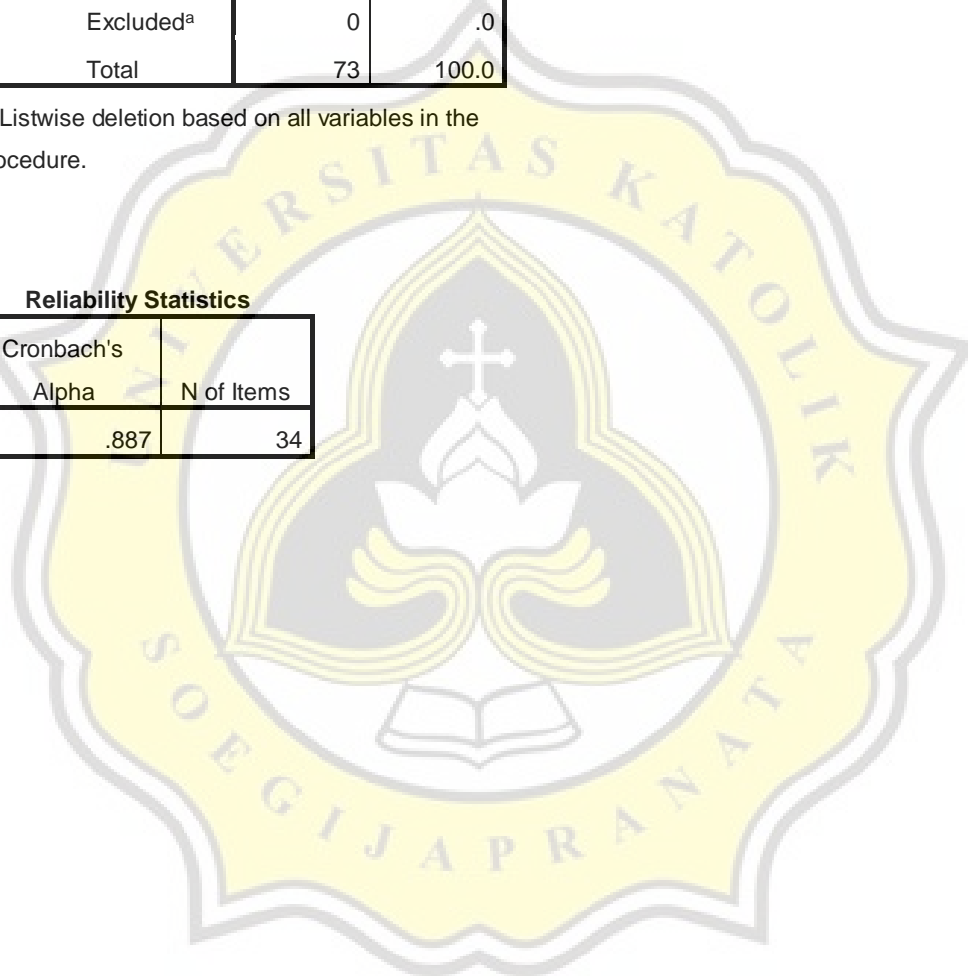 Excludedᵃ 0 .0
Total 73 100.0
Listwise deletion based on all variables in the
ocedure.
Reliability Statistics
Cronbach's
Alpha N of Items
.887 34
UNIVERSITAS KATOLIK
SOEGIJAPRANATA